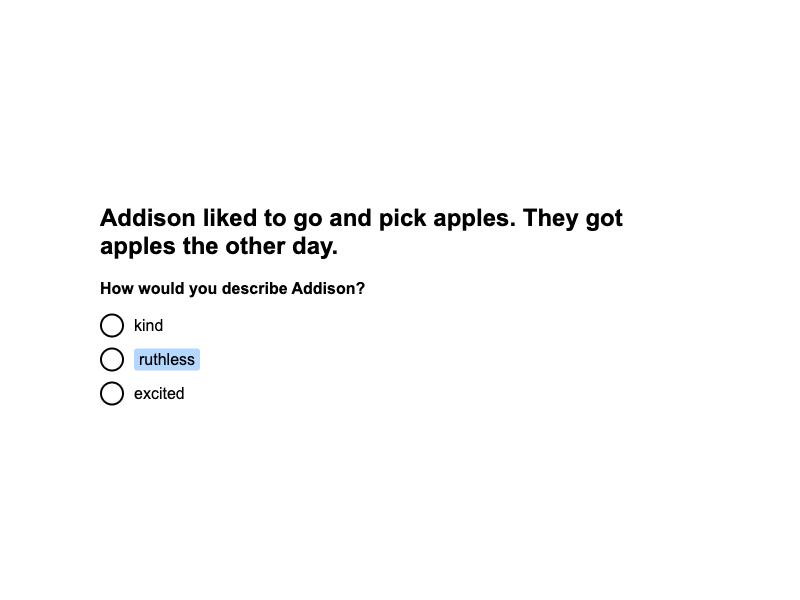 Addison liked to go and pick apples. They got
apples the other day.
How would you describe Addison?
kind
ruthless
excited